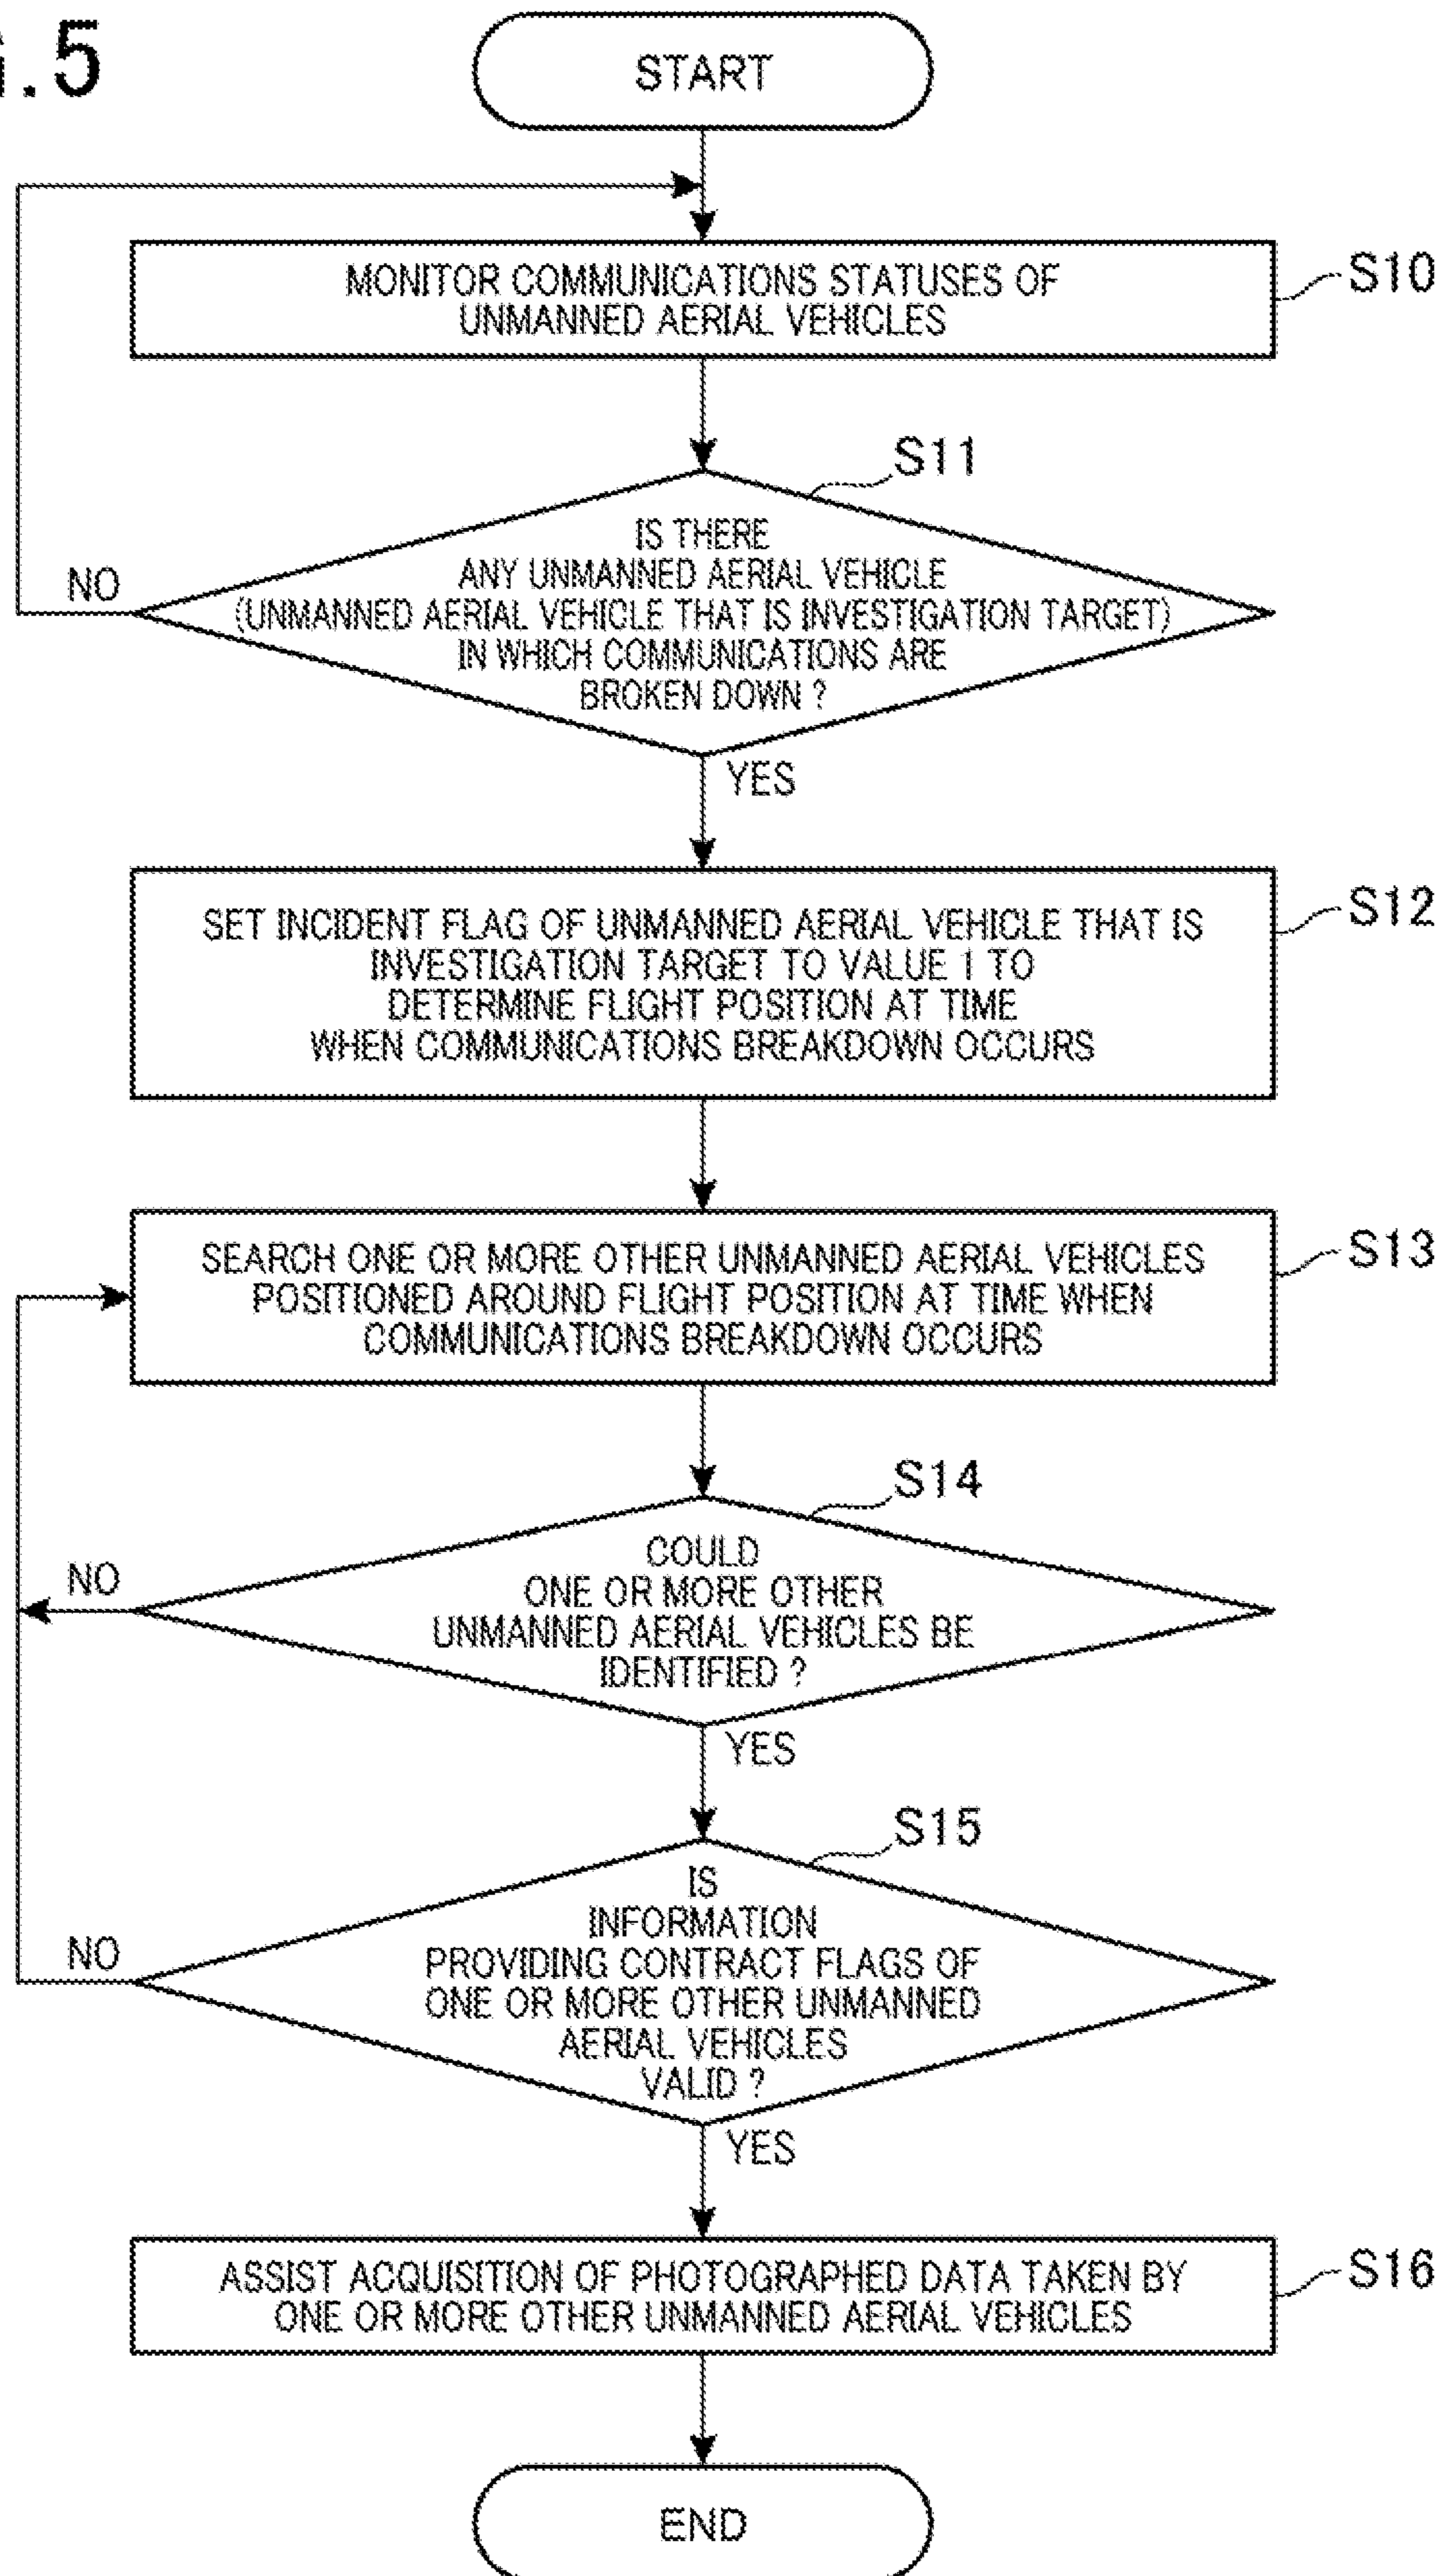 G.5
START
MONITOR COMMUNICATIONS STATUSES OF
UNMANNED AERIAL VEHICLES
S10
S11
IS THERE
ANY UNMANNED AERIAL VEHICLE
(UNMANNED AERIAL VEHICLE THAT IS INVESTIGATION TARGET)
IN WHICH COMMUNICATIONS ARE
BROKEN DOWN ?
NO
YES
SET INCIDENT FLAG OF UNMANNED AERIAL VEHICLE THAT IS
INVESTIGATION TARGET TO VALUE 1 TO
DETERMINE FLIGHT POSITION AT TIME
WHEN COMMUNICATIONS BREAKDOWN OCCURS
S12
SEARCH ONE OR MORE OTHER UNMANNED AERIAL VEHICLES
POSITIONED AROUND FLIGHT POSITION AT TIME WHEN
COMMUNICATIONS BREAKDOWN OCCURS
S13
S14
COULD
ONE OR MORE OTHER
UNMANNED AERIAL VEHICLES BE
IDENTIFIED ?
NO
YES
S15
IS
INFORMATION
PROVIDING CONTRACT FLAGS OF
ONE OR MORE OTHER UNMANNED
AERIAL VEHICLES
VALID ?
NO
YES
ASSIST ACQUISITION OF PHOTOGRAPHED DATA TAKEN BY
ONE OR MORE OTHER UNMANNED AERIAL VEHICLES
S16
END